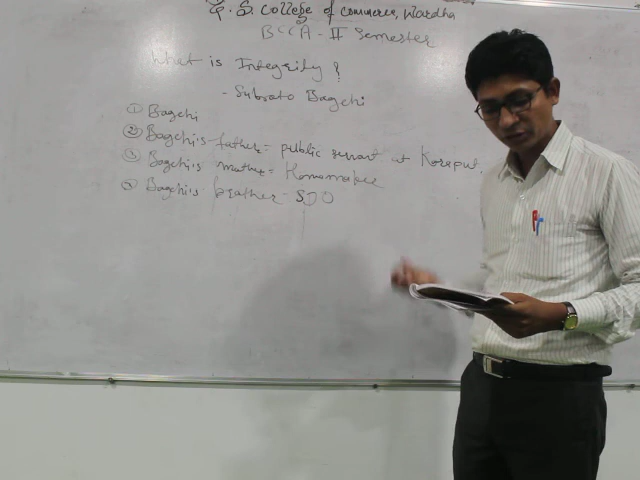 G. S. College of Commerce, Wardha
BCCA - II Semester
What is Integrity?
- Subrato Bagchi
① Bagchi
② Bagchi's father = public servant at Koraput.
③ Bagchi's mother = Homemaker
④ Bagchi's brother - SDO